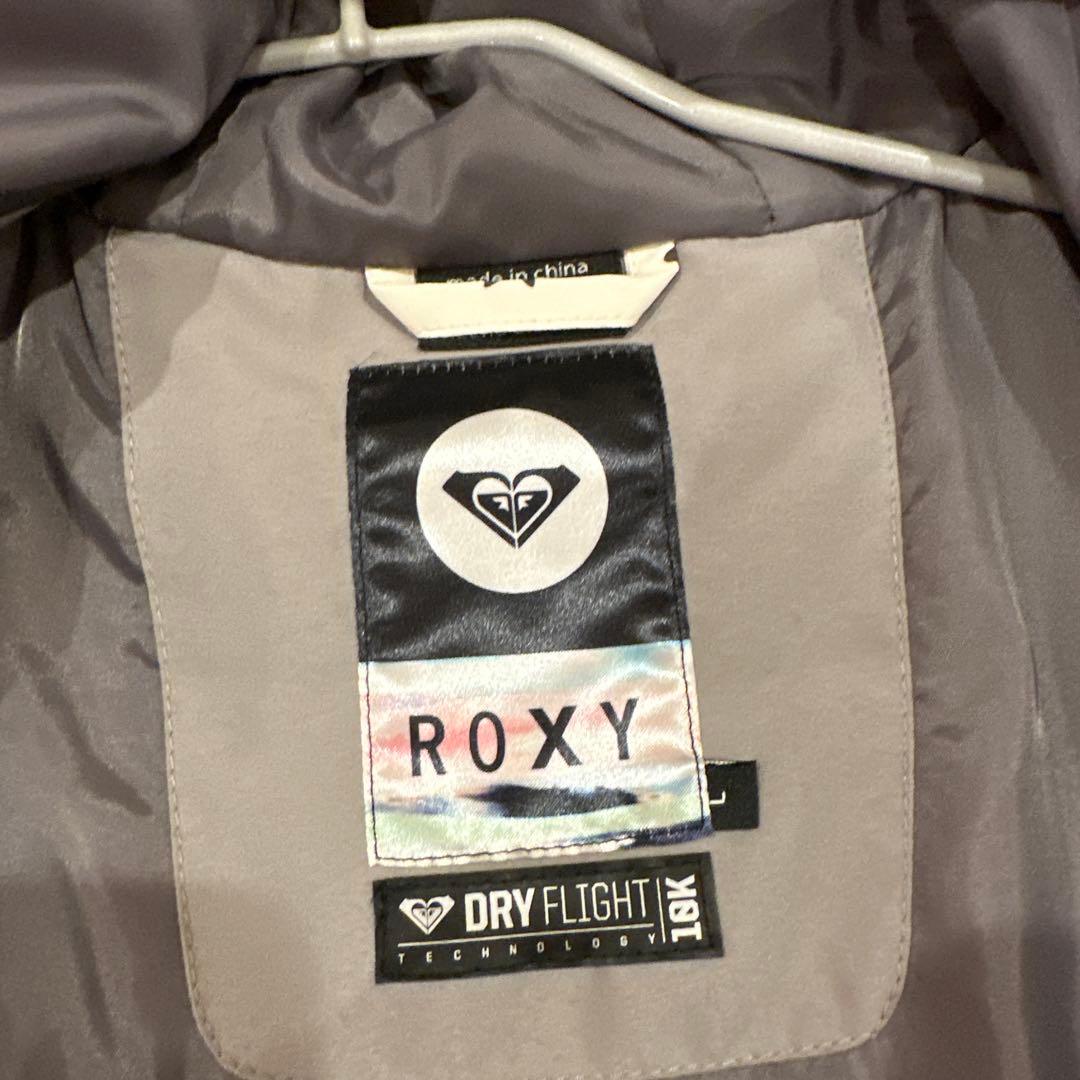 made in china
ROXY
L
DRY FLIGHT 10K
TECHNOLOGY